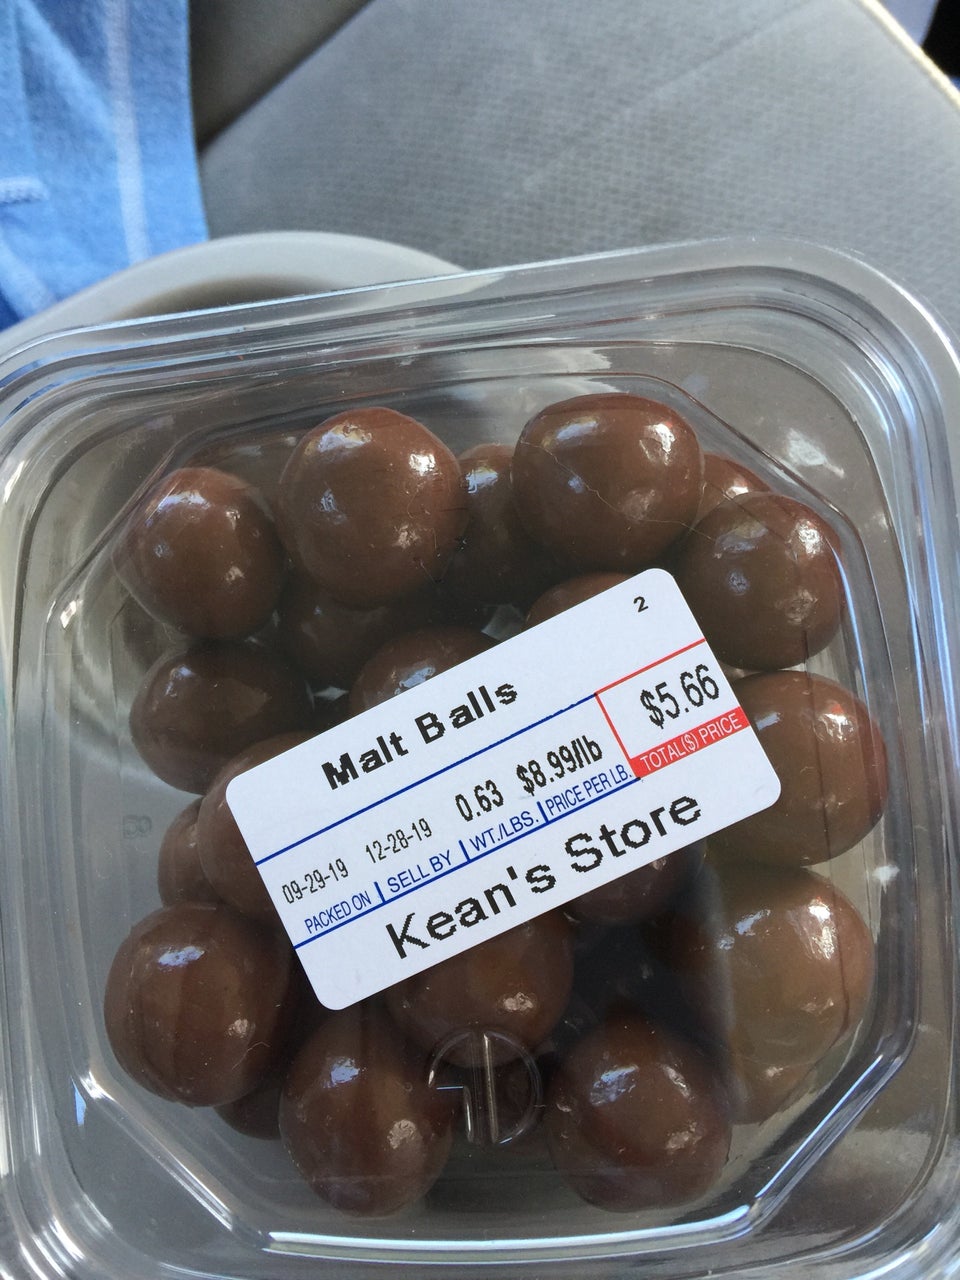 2
Malt Balls
09-29-19 12-28-19 0.63 $8.99/lb $5.66
PACKED ON SELL BY WT./LBS. PRICE PER LB. TOTAL($) PRICE
Kean's Store